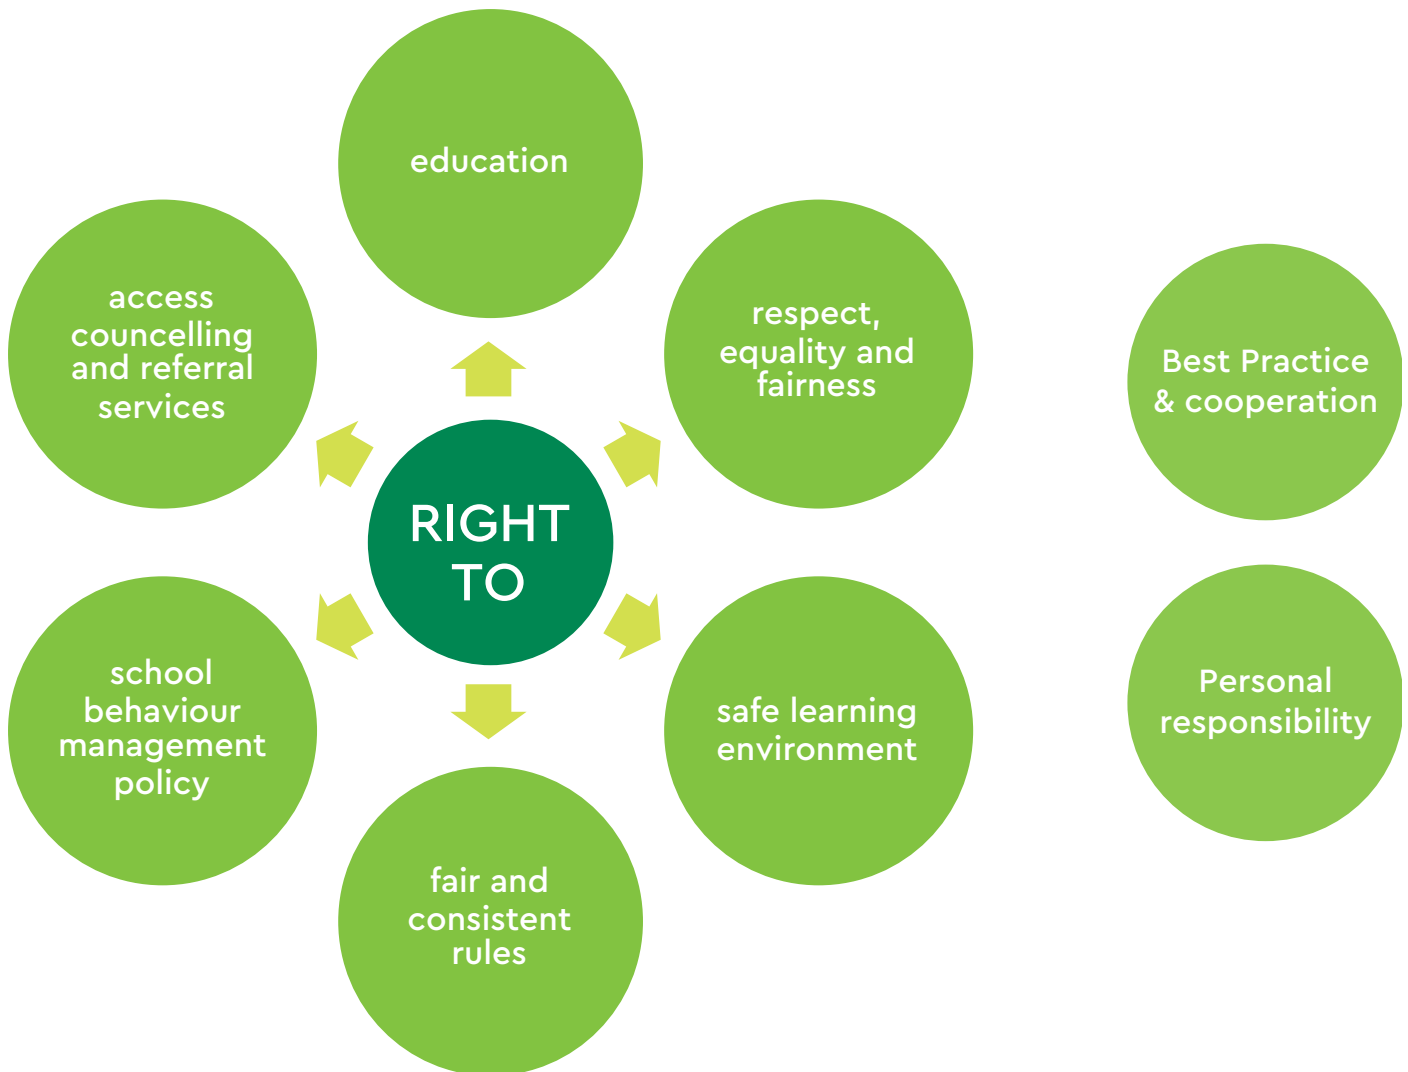 education
access
councelling
and referral
services
respect,
equality and
fairness
RIGHT
TO
school
behaviour
management
policy
safe learning
environment
fair and
consistent
rules
Best Practice
& cooperation
Personal
responsibility